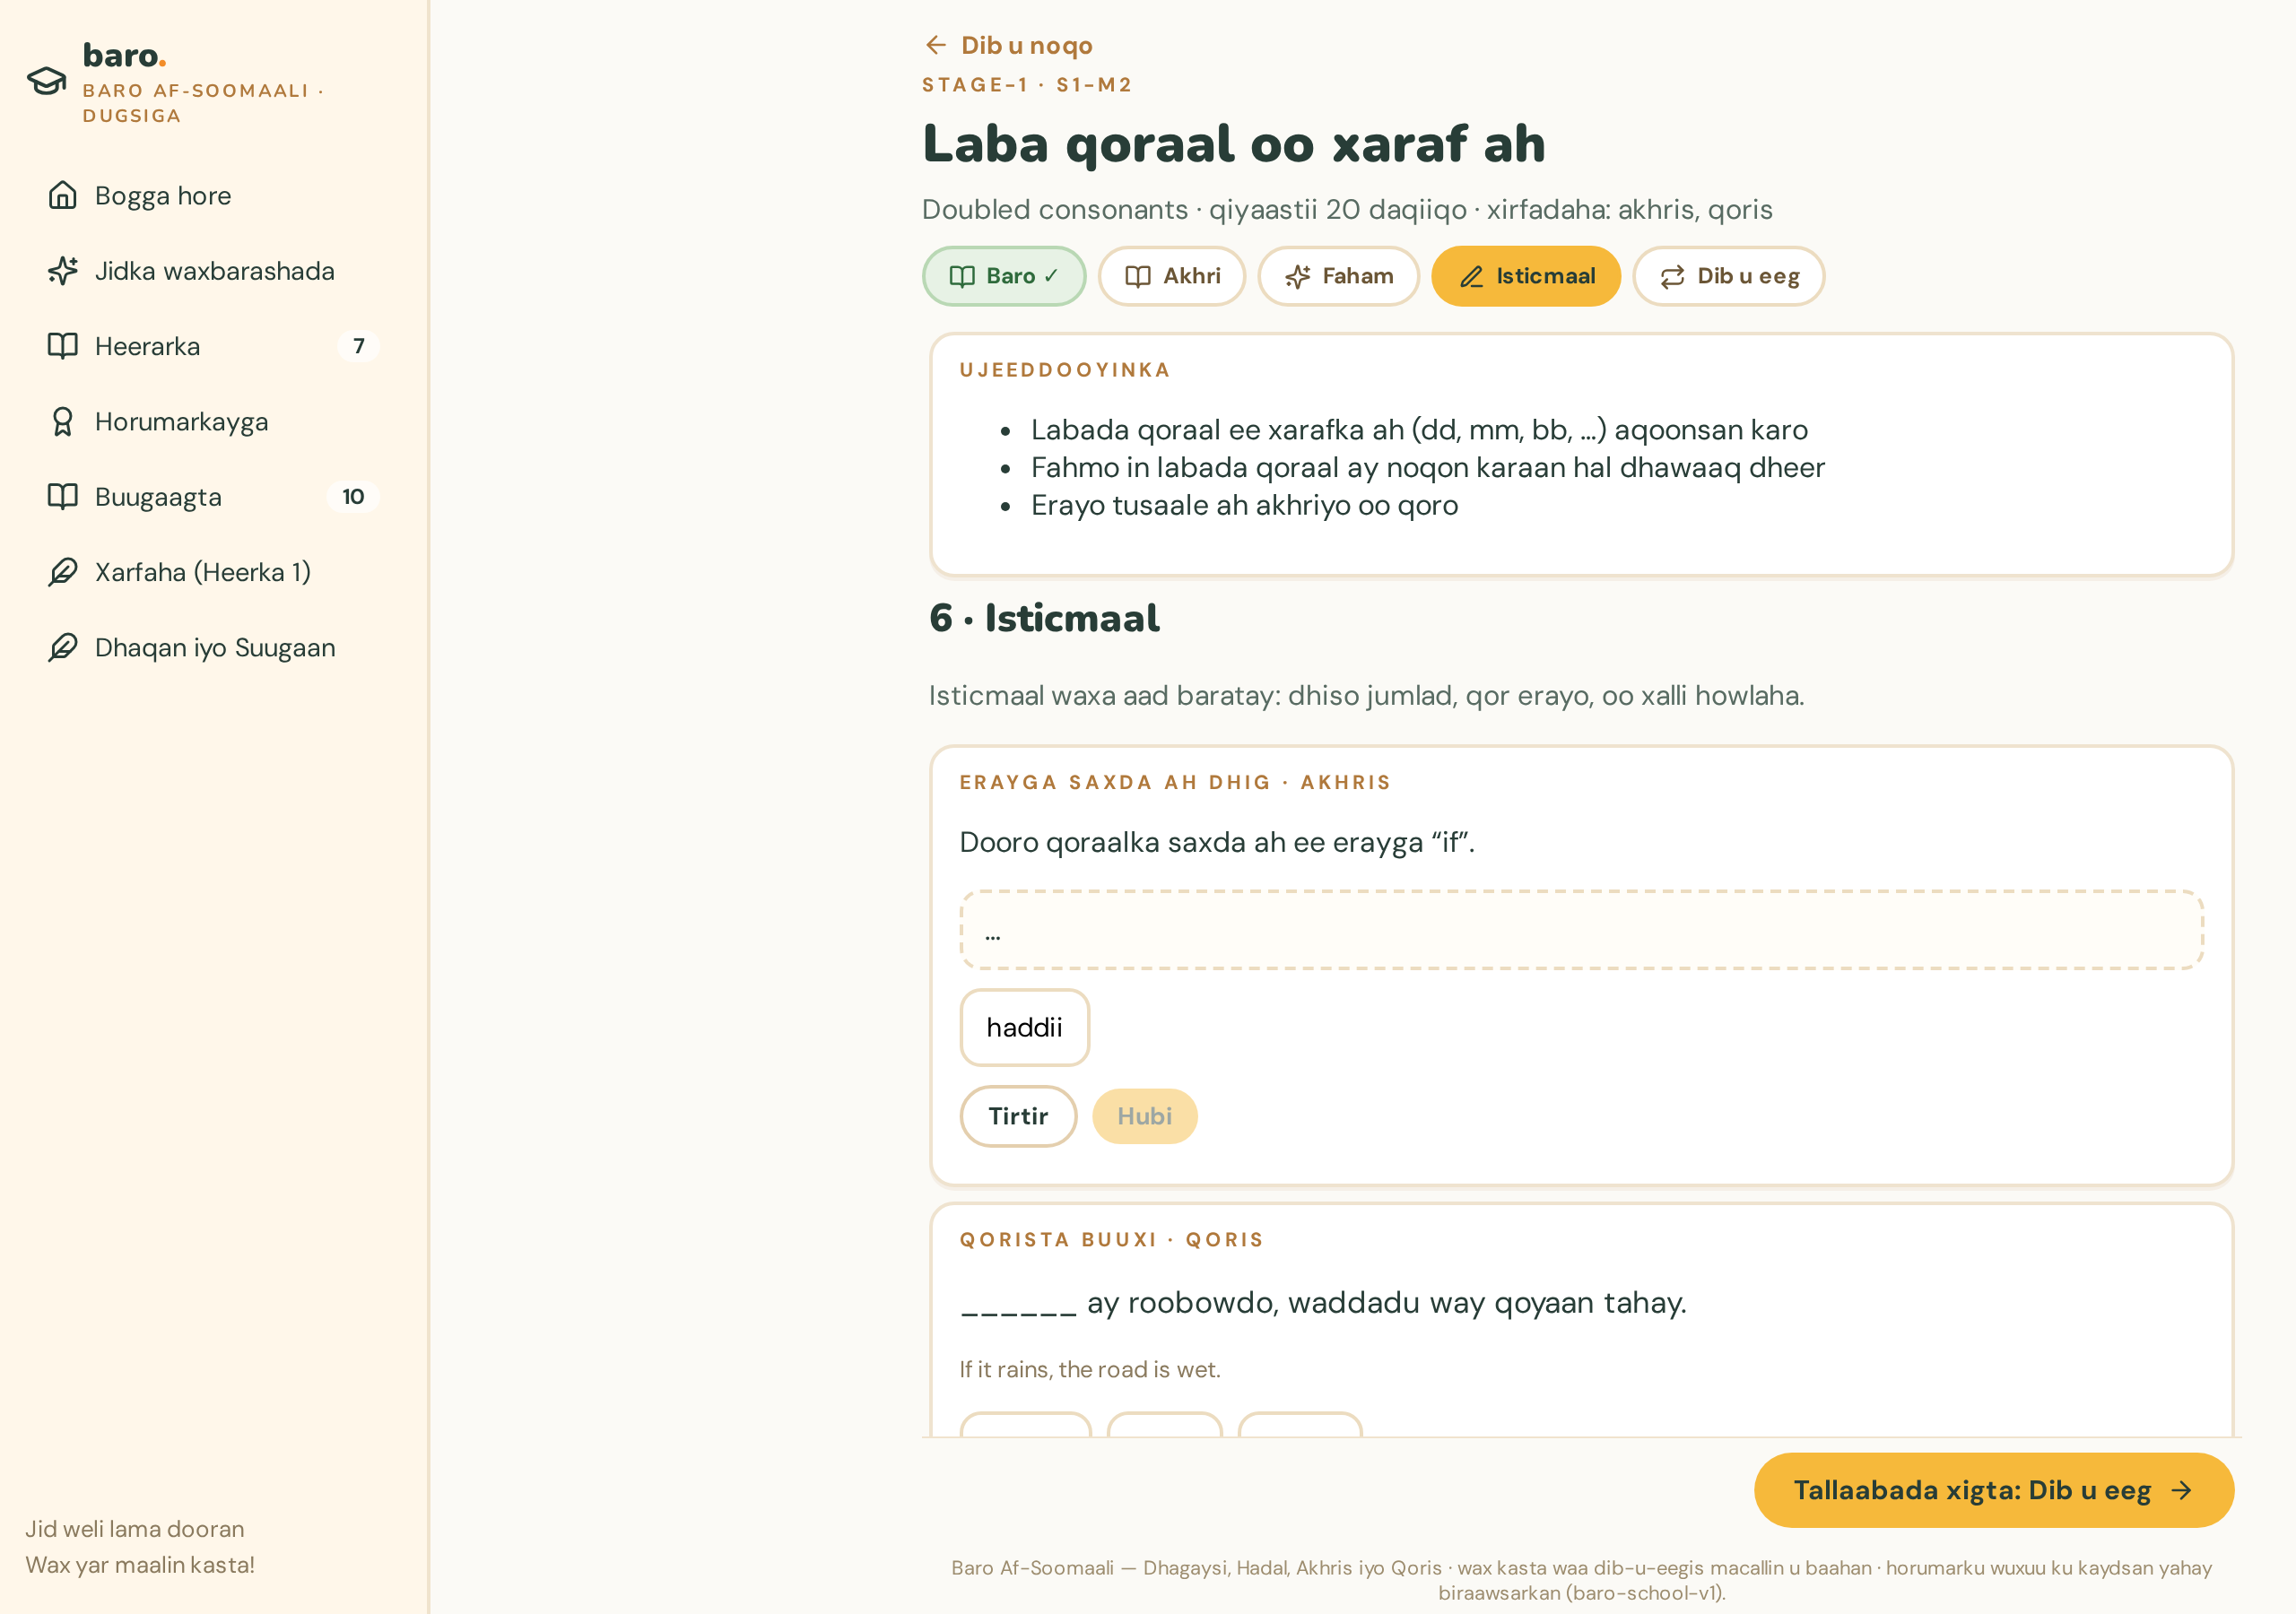 baro.
BARO AF-SOOMAALI ·
DUGSIGA
Bogga hore
Jidka waxbarashada
Heerarka 7
Horumarkayga
Buugaagta 10
Xarfaha (Heerka 1)
Dhaqan iyo Suugaan
Jid weli lama dooran
Wax yar maalin kasta!
← Dib u noqo
STAGE-1 · S1-M2
Laba qoraal oo xaraf ah
Doubled consonants · qiyaastii 20 daqiiqo · xirfadaha: akhris, qoris
Baro ✓ Akhri Faham Isticmaal Dib u eeg
UJEEDDOOYINKA
• Labada qoraal ee xarafka ah (dd, mm, bb, …) aqoonsan karo
• Fahmo in labada qoraal ay noqon karaan hal dhawaaq dheer
• Erayo tusaale ah akhriyo oo qoro
6 · Isticmaal
Isticmaal waxa aad baratay: dhiso jumlad, qor erayo, oo xalli howlaha.
ERAYGA SAXDA AH DHIG · AKHRIS
Dooro qoraalka saxda ah ee erayga “if”.
…
haddii
Tirtir Hubi
QORISTA BUUXI · QORIS
______ ay roobowdo, waddadu way qoyaan tahay.
If it rains, the road is wet.
Tallaabada xigta: Dib u eeg →
Baro Af-Soomaali — Dhagaysi, Hadal, Akhris iyo Qoris · wax kasta waa dib-u-eegis macallin u baahan · horumarku wuxuu ku kaydsan yahay
biraawsarkan (baro-school-v1).